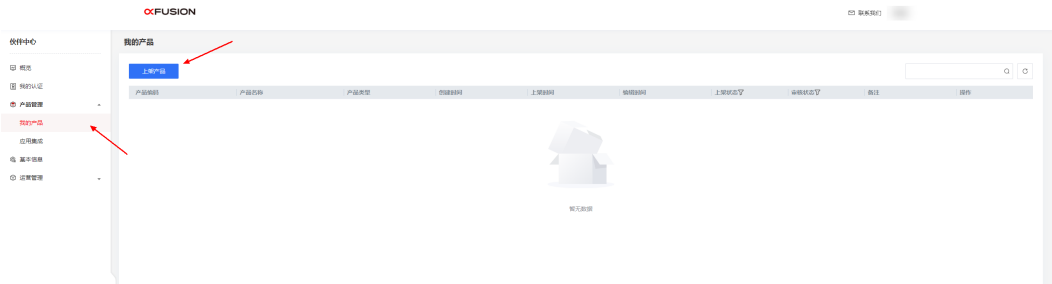 XFUSION
联系我们
伙伴中心
我的产品
概览
我的认证
产品管理
我的产品
应用集成
基本信息
运营管理
上架产品
产品编码 产品名称 产品类型 创建时间 上架时间 编辑时间 上架状态 审核状态 备注 操作
暂无数据